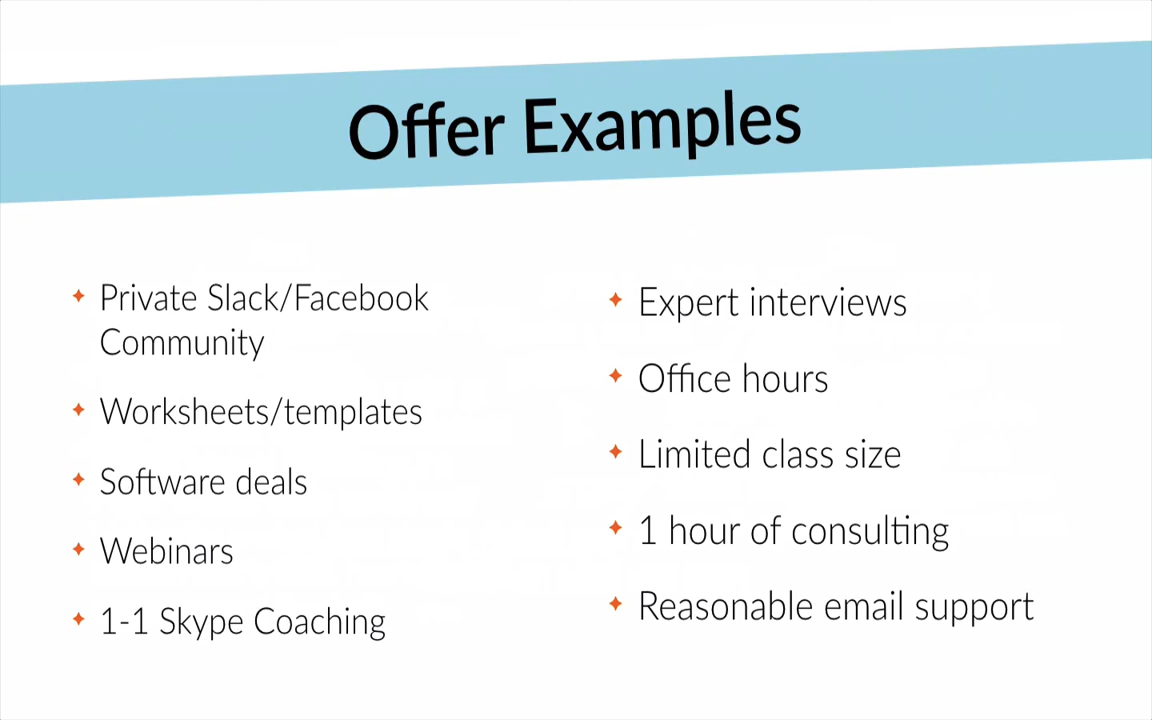 Offer Examples
Private Slack/Facebook
Community
Worksheets/templates
Software deals
Webinars
1-1 Skype Coaching
Expert interviews
Office hours
Limited class size
1 hour of consulting
Reasonable email support